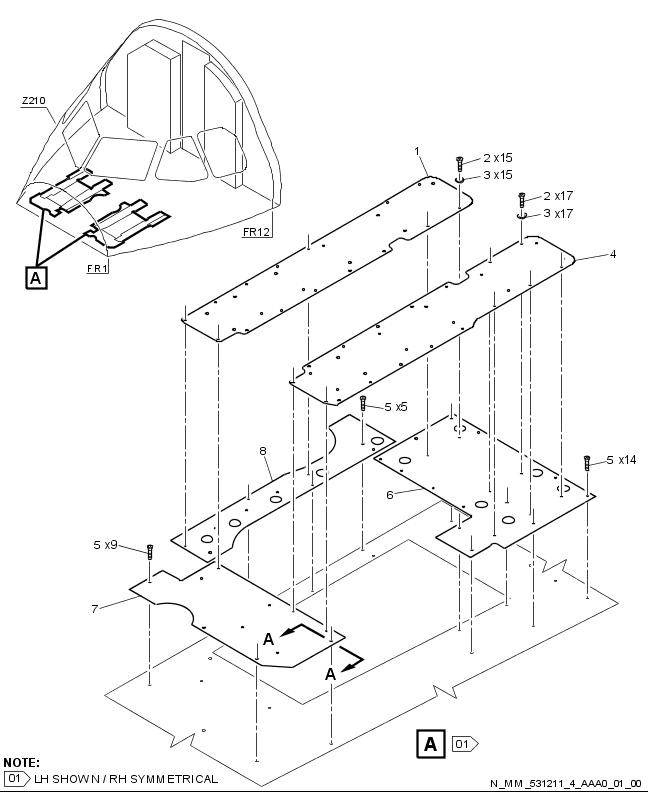 Z210
FR12
FR1
A
1
2 x15
3 x15
2 x17
3 x17
4
5 x5
8
5 x14
6
5 x9
7
A
A
A 01
NOTE:
01 LH SHOWN / RH SYMMETRICAL
N_MM_531211_4_AAA0_01_00